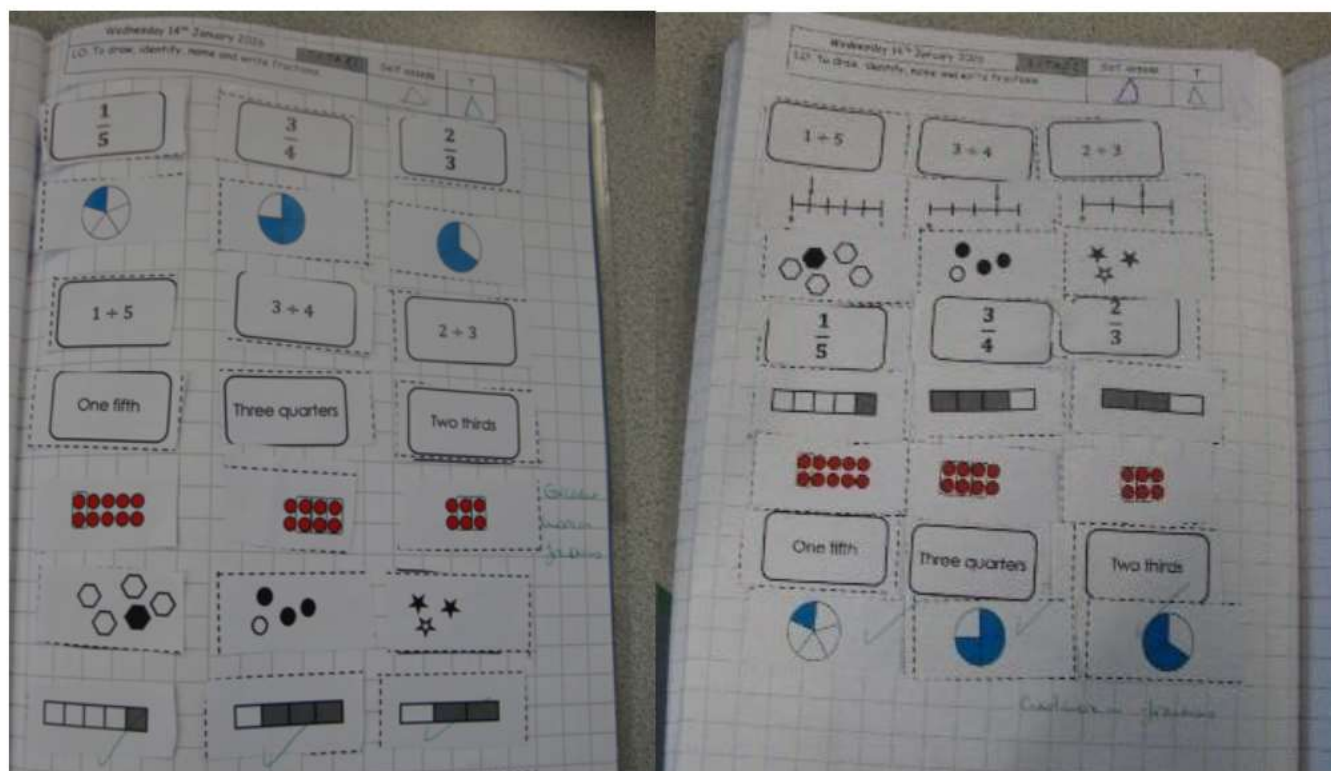 Wednesday 14th January 2026
LO: To draw, identify, name and write fractions.
Self assess
T
1/5
3/4
2/3
1 ÷ 5
3 ÷ 4
2 ÷ 3
One fifth
Three quarters
Two thirds
Wednesday 14th January 2026
LO: To draw, identify, name and write fractions
Self assess
T
1 ÷ 5
3 ÷ 4
2 ÷ 3
1/5
3/4
2/3
One fifth
Three quarters
Two thirds
fractions